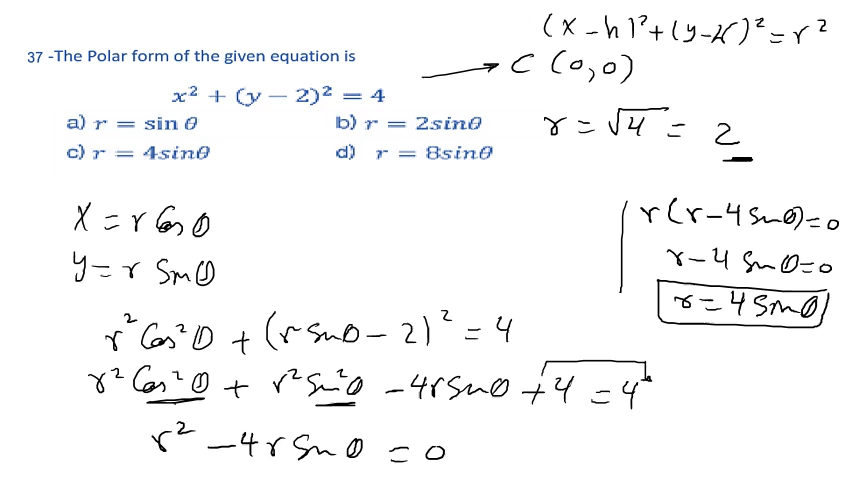 (x-h)²+(y-k)²=r²
37 -The Polar form of the given equation is
→ C (0,0)
x² + (y − 2)² = 4
a) r = sin θ b) r = 2sinθ
c) r = 4sinθ d) r = 8sinθ
r = √4 = 2
x = r Cos θ
y = r Sin θ
r² Cos² θ + (r sin θ - 2)² = 4
r² Cos² θ + r² Sin² θ - 4r Sin θ + 4 = 4
r² - 4r Sin θ = 0
r(r-4 Sin θ)=0
r-4 Sin θ=0
r=4 Sin θ